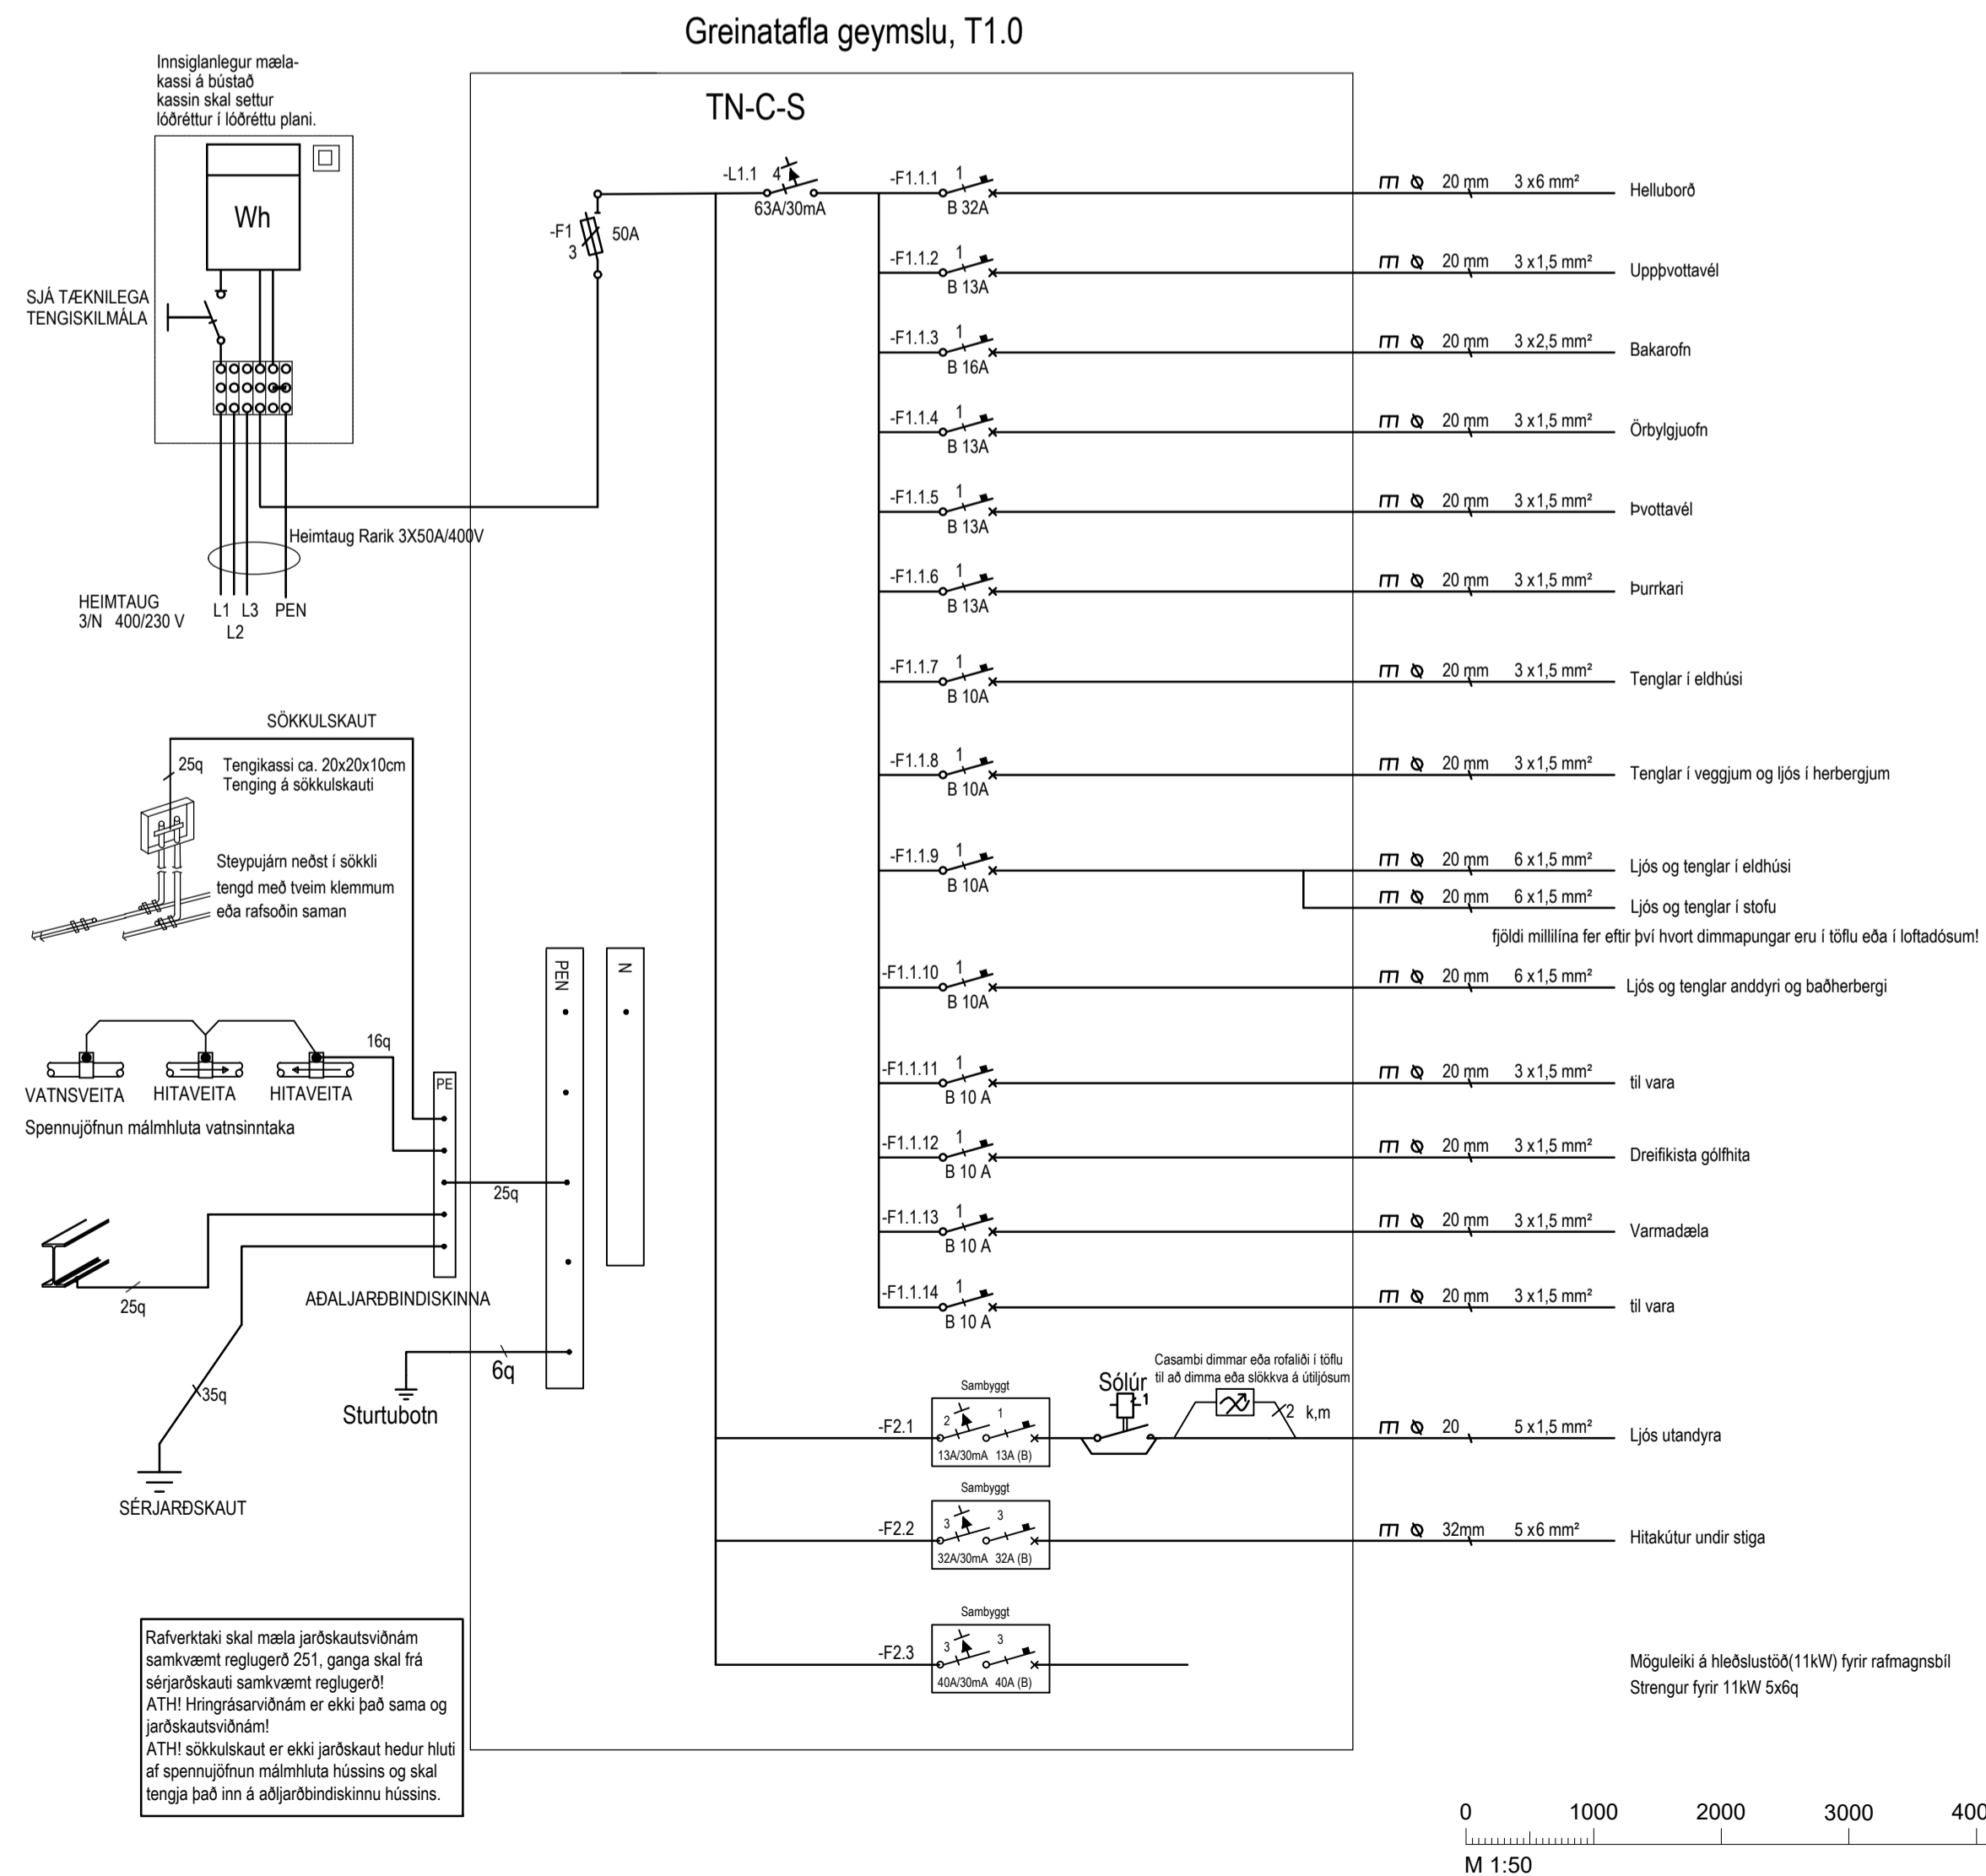 Greinatafla geymslu, T1.0
Innsiglanlegur mæla-
kassi á bústað
kassin skal settur
lóðréttur í lóðréttu plani.
Wh
SJÁ TÆKNILEGA
TENGISKILMÁLA
Heimtaug Rarik 3X50A/400V
HEIMTAUG
3/N 400/230 V
L1 L3 PEN
L2
TN-C-S
-F1
3
50A
-L1.1 4
63A/30mA
-F1.1.1 1
B 32A
20 mm 3 x6 mm² Helluborð
-F1.1.2 1
B 13A
20 mm 3 x1,5 mm² Uppþvottavél
-F1.1.3 1
B 16A
20 mm 3 x2,5 mm² Bakarofn
-F1.1.4 1
B 13A
20 mm 3 x1,5 mm² Örbylgjuofn
-F1.1.5 1
B 13A
20 mm 3 x1,5 mm² Þvottavél
-F1.1.6 1
B 13A
20 mm 3 x1,5 mm² Þurrkari
-F1.1.7 1
B 10A
20 mm 3 x1,5 mm² Tenglar í eldhúsi
-F1.1.8 1
B 10A
20 mm 3 x1,5 mm² Tenglar í veggjum og ljós í herbergjum
-F1.1.9 1
B 10A
20 mm 6 x1,5 mm² Ljós og tenglar í eldhúsi
20 mm 6 x1,5 mm² Ljós og tenglar í stofu
fjöldi millilína fer eftir því hvort dimmapungar eru í töflu eða í loftadósum!
-F1.1.10 1
B 10A
20 mm 6 x1,5 mm² Ljós og tenglar anddyri og baðherbergi
-F1.1.11 1
B 10 A
20 mm 3 x1,5 mm² til vara
-F1.1.12 1
B 10 A
20 mm 3 x1,5 mm² Dreifikista gólfhita
-F1.1.13 1
B 10 A
20 mm 3 x1,5 mm² Varmadæla
-F1.1.14 1
B 10 A
20 mm 3 x1,5 mm² til vara
Sambyggt
-F2.1
2 1
13A/30mA 13A (B)
Sólúr
1
Casambi dimmar eða rofaliði í töflu
til að dimma eða slökkva á útiljósum
2 k,m
20 5 x1,5 mm² Ljós utandyra
Sambyggt
-F2.2
3 3
32A/30mA 32A (B)
32mm 5 x6 mm² Hitakútur undir stiga
Sambyggt
-F2.3
3 3
40A/30mA 40A (B)
Möguleiki á hleðslustöð(11kW) fyrir rafmagnsbíl
Strengur fyrir 11kW 5x6q
SÖKKULSKAUT
25q
Tengikassi ca. 20x20x10cm
Tenging á sökkulskauti
Steypujárn neðst í sökkli
tengd með tveim klemmum
eða rafsoðin saman
16q
VATNSVEITA HITAVEITA HITAVEITA
Spennujöfnun málmhluta vatnsinntaka
PE
PEN
N
25q
25q
AÐALJARÐBINDISKINNA
6q
Sturtubotn
35q
SÉRJARÐSKAUT
Rafverktaki skal mæla jarðskautsviðnám
samkvæmt reglugerð 251, ganga skal frá
sérjarðskauti samkvæmt reglugerð!
ATH! Hringrásarviðnám er ekki það sama og
jarðskautsviðnám!
ATH! sökkulskaut er ekki jarðskaut hedur hluti
af spennujöfnun málmhluta hússins og skal
tengja það inn á aðljarðbindiskinnu hússins.
0 1000 2000 3000 400
M 1:50